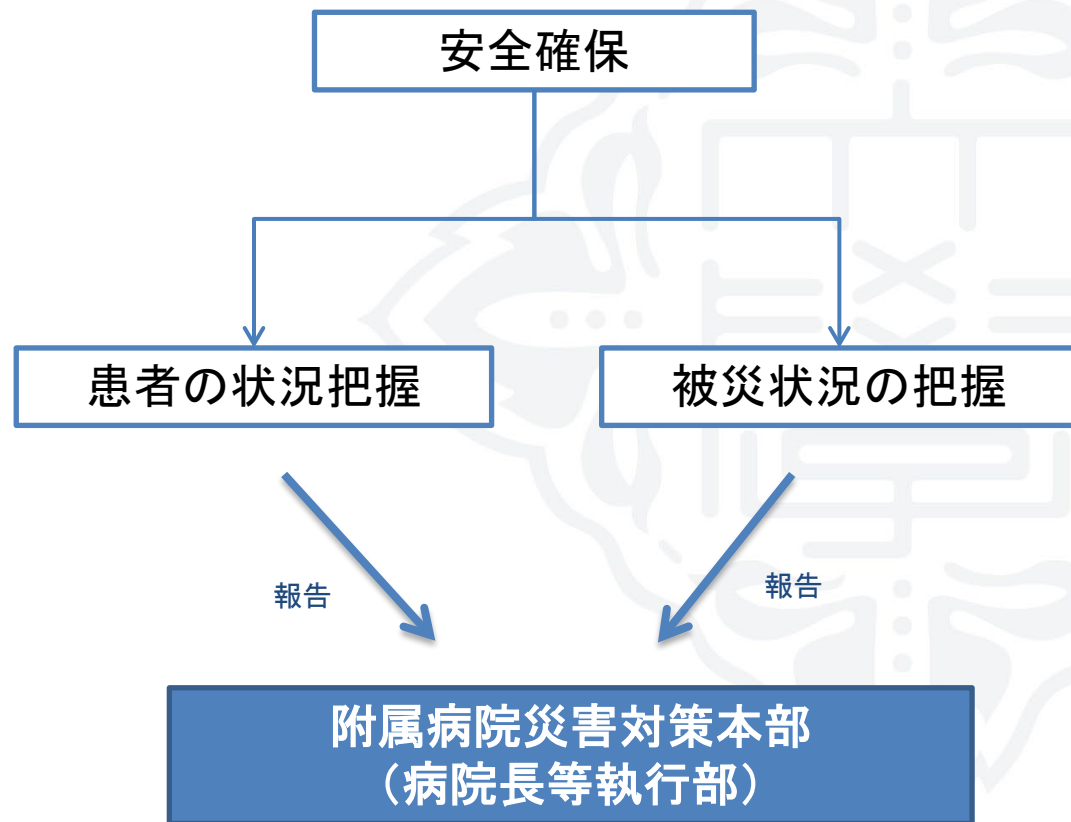 安全確保
患者の状況把握
被災状況の把握
報告
報告
附属病院災害対策本部
（病院長等執行部）